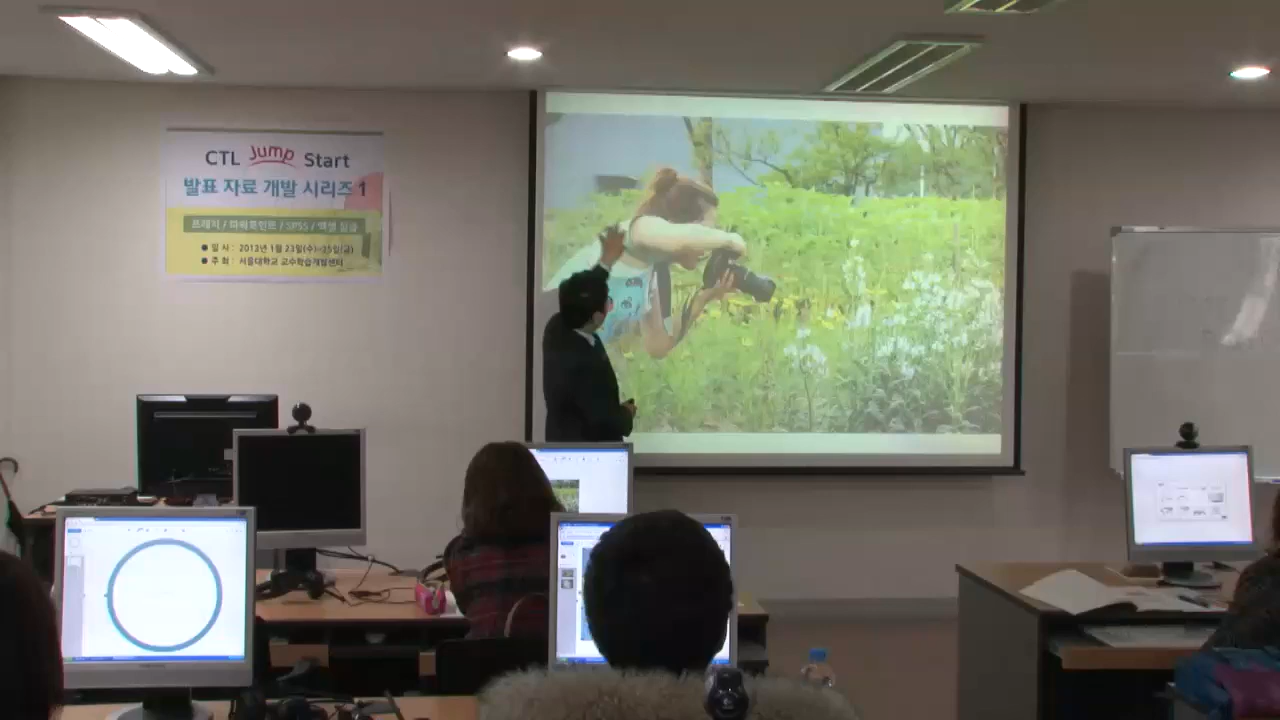 CTL Jump Start
발표 자료 개발 시리즈 1
프레지 / 파워포인트 / SPSS / 엑셀 활용
● 일 시 : 2013년 1월 23일(수)~25일(금)
● 주 최 : 서울대학교 교수학습개발센터